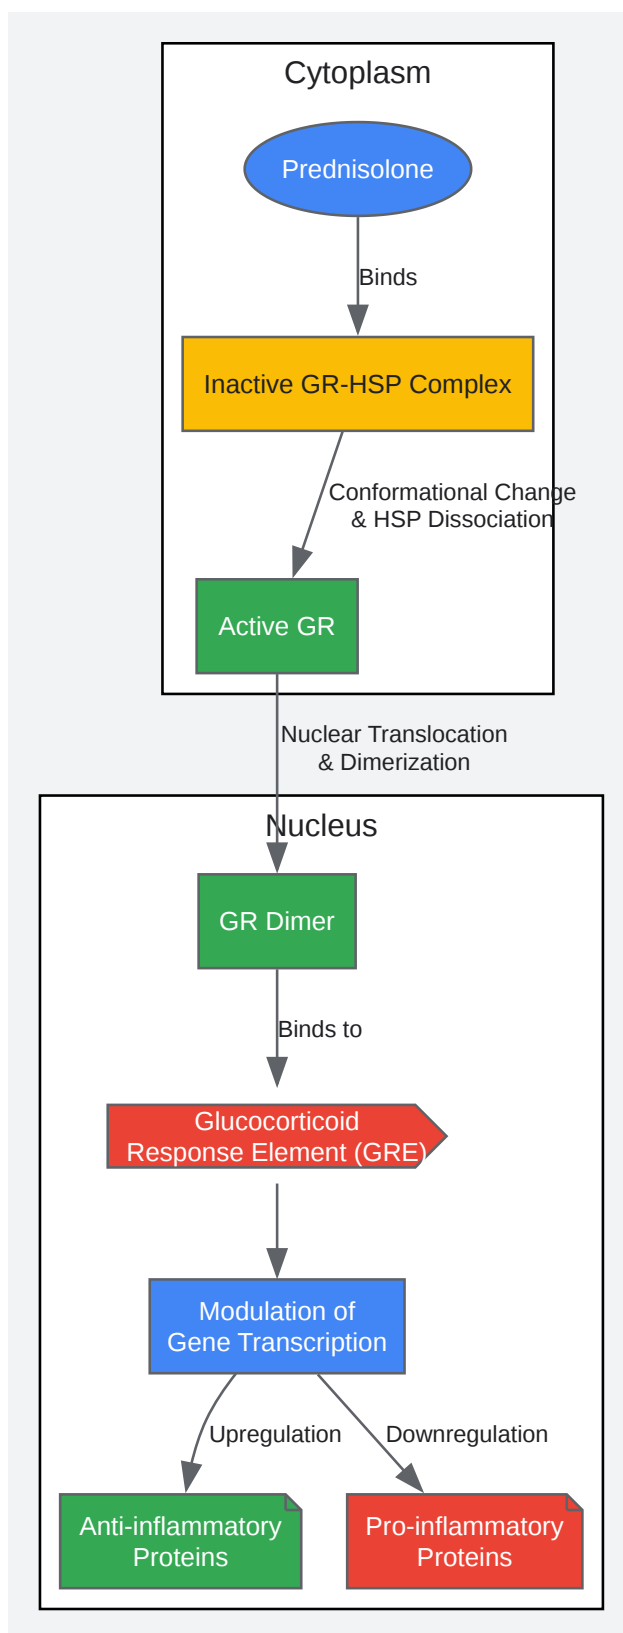 Cytoplasm
Prednisolone
Binds
Inactive GR-HSP Complex
Conformational Change
& HSP Dissociation
Active GR
Nuclear Translocation
& Dimerization
Nucleus
GR Dimer
Binds to
Glucocorticoid
Response Element (GRE)
Modulation of
Gene Transcription
Upregulation
Downregulation
Anti-inflammatory
Proteins
Pro-inflammatory
Proteins